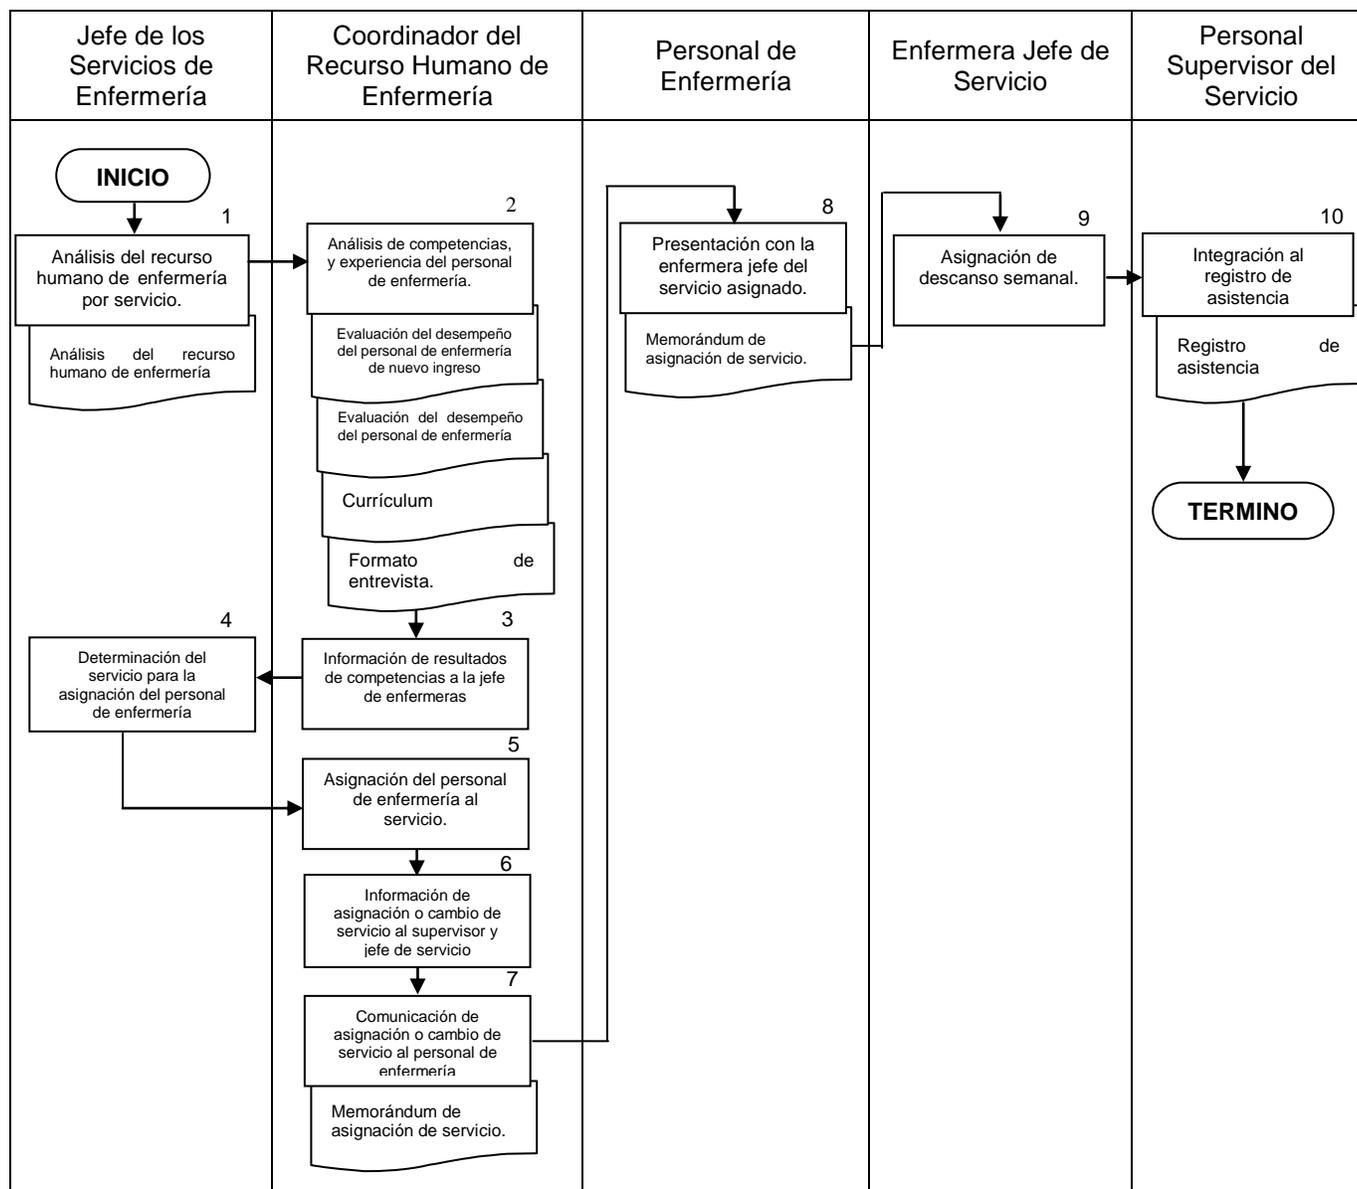 Jefe de los
Servicios de
Enfermería
Coordinador del
Recurso Humano de
Enfermería
Personal de
Enfermería
Enfermera Jefe de
Servicio
Personal
Supervisor del
Servicio
INICIO
1
Análisis del recurso
humano de enfermería
por servicio.
Análisis del recurso
humano de enfermería
2
Análisis de competencias,
y experiencia del personal
de enfermería.
Evaluación del desempeño
del personal de enfermería
de nuevo ingreso
Evaluación del desempeño
del personal de enfermería
Currículum
Formato de
entrevista.
3
Información de resultados
de competencias a la jefe
de enfermeras
4
Determinación del
servicio para la
asignación del personal
de enfermería
5
Asignación del personal
de enfermería al
servicio.
6
Información de
asignación o cambio de
servicio al supervisor y
jefe de servicio
7
Comunicación de
asignación o cambio de
servicio al personal de
enfermería
Memorándum de
asignación de servicio.
8
Presentación con la
enfermera jefe del
servicio asignado.
Memorándum de
asignación de servicio.
9
Asignación de
descanso semanal.
10
Integración al
registro de
asistencia
Registro de
asistencia
TERMINO